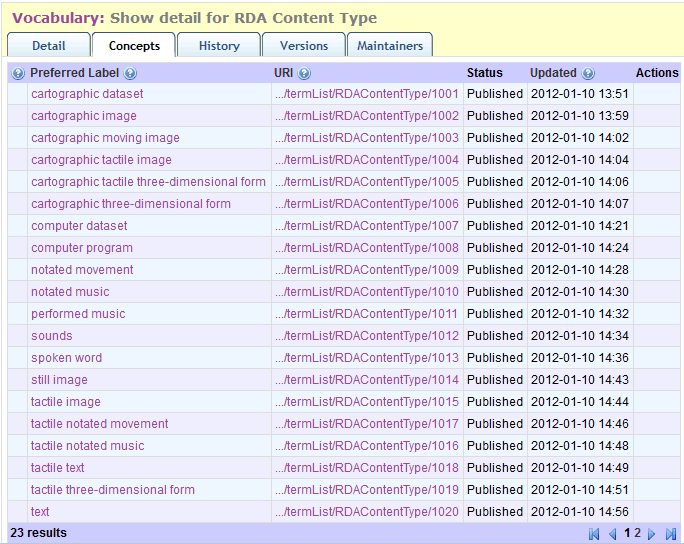 Vocabulary: Show detail for RDA Content Type
Detail Concepts History Versions Maintainers
Preferred Label URI Status Updated Actions
cartographic dataset .../termList/RDAContentType/1001 Published 2012-01-10 13:51
cartographic image .../termList/RDAContentType/1002 Published 2012-01-10 13:59
cartographic moving image .../termList/RDAContentType/1003 Published 2012-01-10 14:02
cartographic tactile image .../termList/RDAContentType/1004 Published 2012-01-10 14:04
cartographic tactile three-dimensional form .../termList/RDAContentType/1005 Published 2012-01-10 14:06
cartographic three-dimensional form .../termList/RDAContentType/1006 Published 2012-01-10 14:07
computer dataset .../termList/RDAContentType/1007 Published 2012-01-10 14:21
computer program .../termList/RDAContentType/1008 Published 2012-01-10 14:24
notated movement .../termList/RDAContentType/1009 Published 2012-01-10 14:28
notated music .../termList/RDAContentType/1010 Published 2012-01-10 14:30
performed music .../termList/RDAContentType/1011 Published 2012-01-10 14:32
sounds .../termList/RDAContentType/1012 Published 2012-01-10 14:34
spoken word .../termList/RDAContentType/1013 Published 2012-01-10 14:36
still image .../termList/RDAContentType/1014 Published 2012-01-10 14:43
tactile image .../termList/RDAContentType/1015 Published 2012-01-10 14:44
tactile notated movement .../termList/RDAContentType/1017 Published 2012-01-10 14:46
tactile notated music .../termList/RDAContentType/1016 Published 2012-01-10 14:48
tactile text .../termList/RDAContentType/1018 Published 2012-01-10 14:49
tactile three-dimensional form .../termList/RDAContentType/1019 Published 2012-01-10 14:51
text .../termList/RDAContentType/1020 Published 2012-01-10 14:56
23 results 1 2